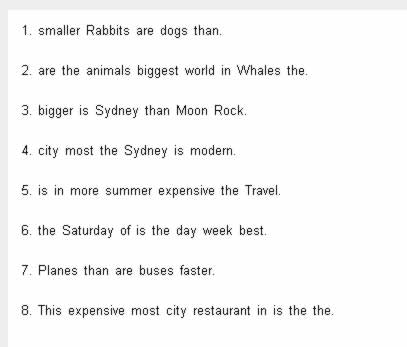 1. smaller Rabbits are dogs than.
2. are the animals biggest world in Whales the.
3. bigger is Sydney than Moon Rock.
4. city most the Sydney is modern.
5. is in more summer expensive the Travel.
6. the Saturday of is the day week best.
7. Planes than are buses faster.
8. This expensive most city restaurant in is the the.